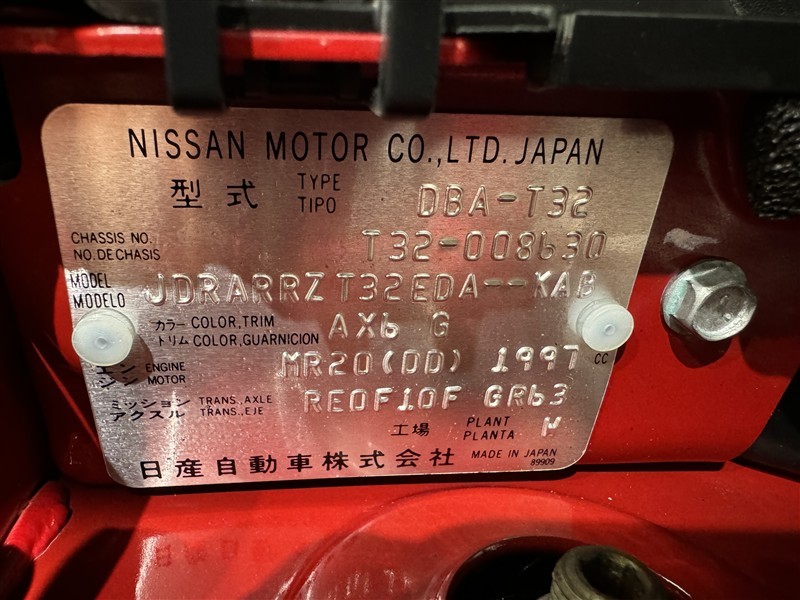 NISSAN MOTOR CO.,LTD. JAPAN
型式 TYPE TIPO DBA-T32
CHASSIS NO. NO. DE CHASIS T32-008630
MODEL MODELO JDRARRZ T32EDA--KAB
カラー COLOR,TRIM トリム COLOR,GUARNICION AX6 G
エンジン ENGINE MOTOR MR20(DD) 1997 CC
ミッション TRANS.,AXLE アクスル TRANS.,EJE RE0F10F GR63
工場 PLANT PLANTA
日産自動車株式会社 MADE IN JAPAN
89909